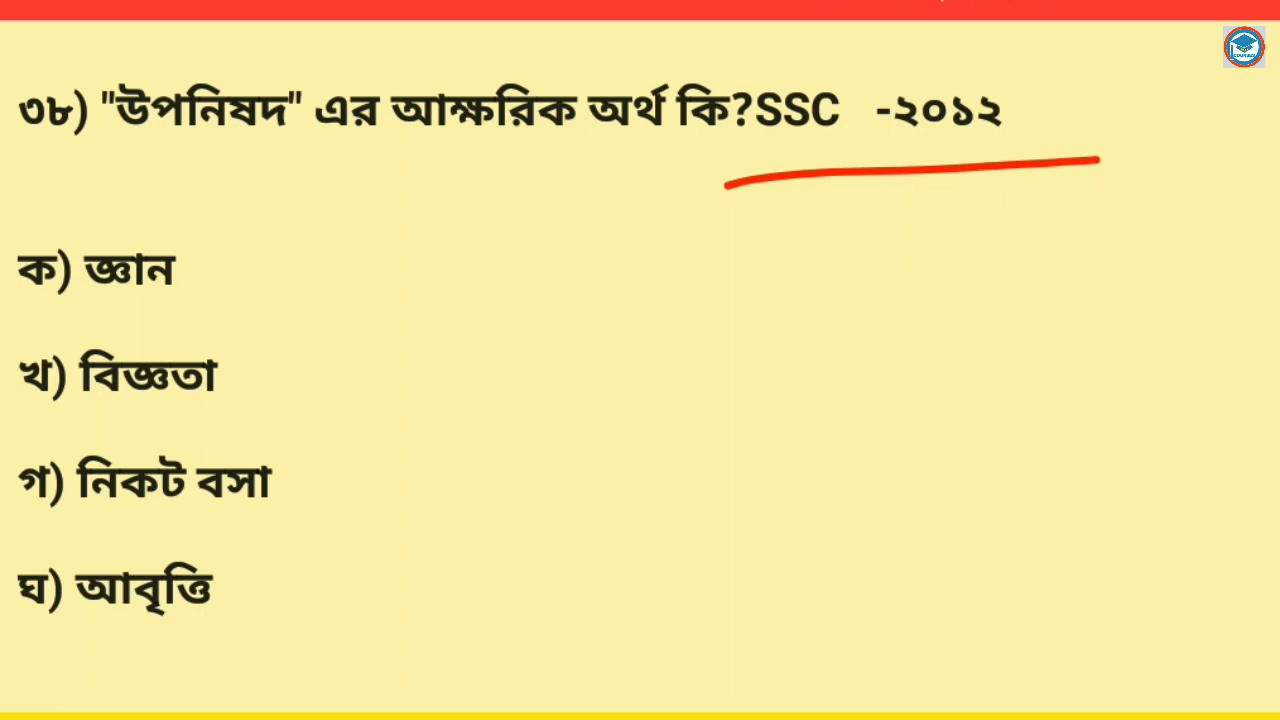 ৩৮) "উপনিষদ" এর আক্ষরিক অর্থ কি?SSC -২০১২
ক) জ্ঞান
খ) বিজ্ঞতা
গ) নিকট বসা
ঘ) আবৃত্তি